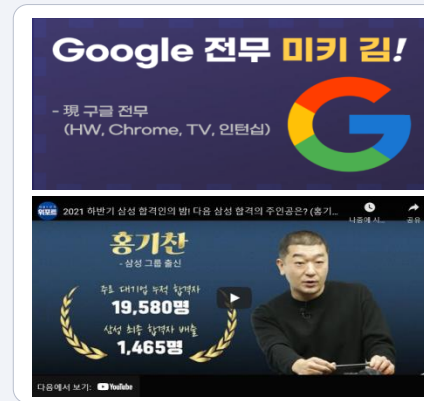 Google 전무 미키 김!
- 現 구글 전무
(HW, Chrome, TV, 인턴십)
위포트
2021 하반기 삼성 합격인의 밤! 다음 삼성 합격의 주인공은? (홍기...
나중에 시...
공유
홍기찬
- 삼성 그룹 출신
주요 대기업 누적 합격자
19,580명
삼성 최종 합격자 배출
1,465명
다음에서 보기: YouTube